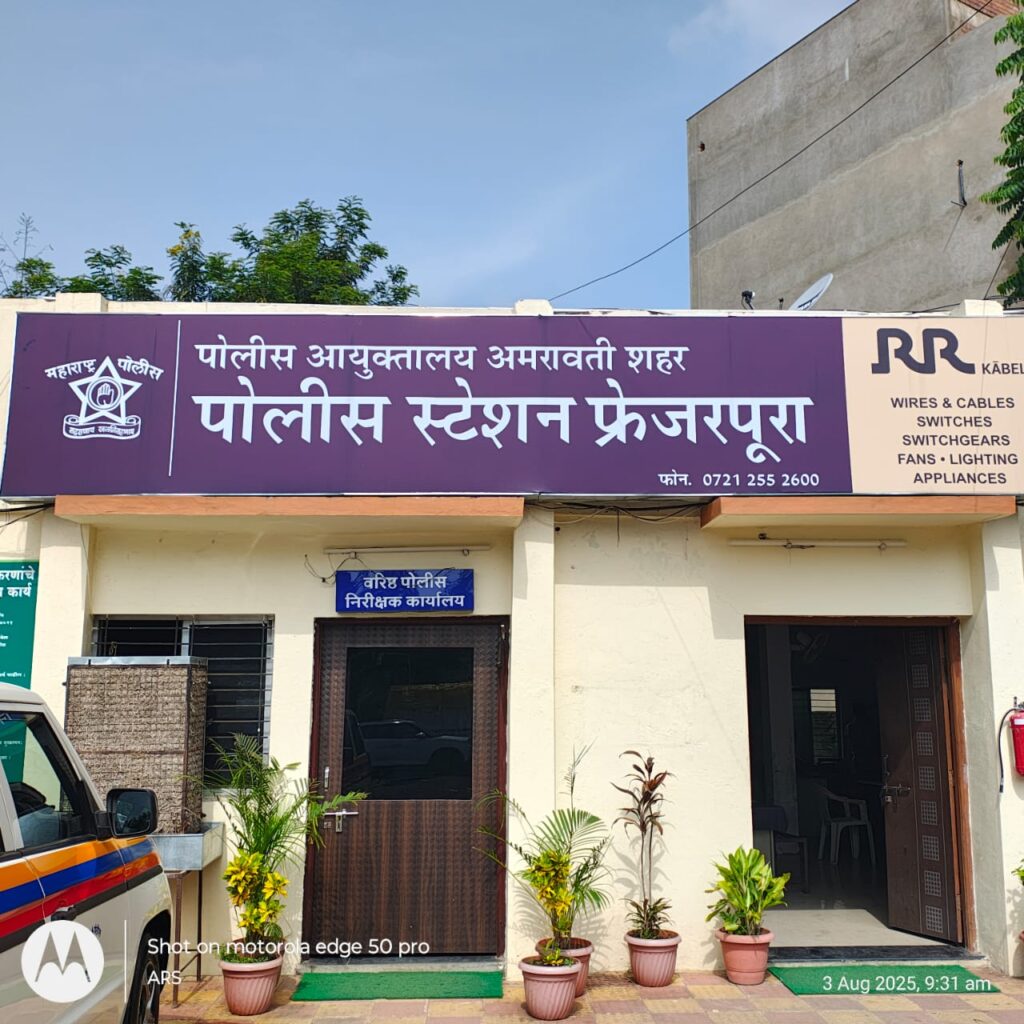 महाराष्ट्र पोलीस
पोलीस आयुक्तालय अमरावती शहर
पोलीस स्टेशन फ्रेजरपूरा
फोन. 0721 255 2600
RR KĀBEL
WIRES & CABLES
SWITCHES
SWITCHGEARS
FANS • LIGHTING
APPLIANCES
वरिष्ठ पोलीस
निरीक्षक कार्यालय
कार्य
Shot on motorola edge 50 pro
ARS
3 Aug 2025, 9:31 am